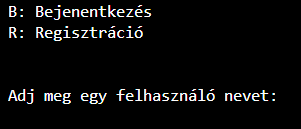 B: Bejenentkezés
R: Regisztráció
Adj meg egy felhasználó nevet: